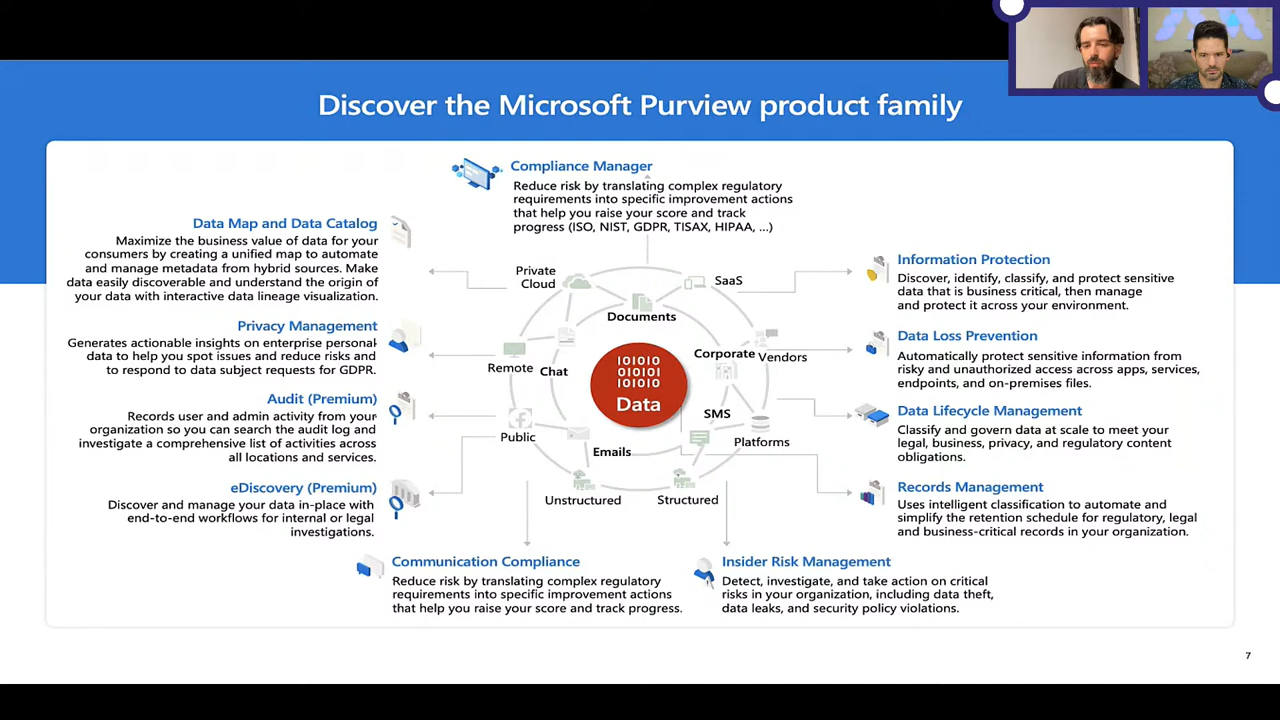 Discover the Microsoft Purview product family
Compliance Manager
Reduce risk by translating complex regulatory
requirements into specific improvement actions
that help you raise your score and track
progress (ISO, NIST, GDPR, TISAX, HIPAA, ...)
Data Map and Data Catalog
Maximize the business value of data for your
consumers by creating a unified map to automate
and manage metadata from hybrid sources. Make
data easily discoverable and understand the origin of
your data with interactive data lineage visualization.
Privacy Management
Generates actionable insights on enterprise personal
data to help you spot issues and reduce risks and
to respond to data subject requests for GDPR.
Audit (Premium)
Records user and admin activity from your
organization so you can search the audit log and
investigate a comprehensive list of activities across
all locations and services.
eDiscovery (Premium)
Discover and manage your data in-place with
end-to-end workflows for internal or legal
investigations.
Private
Cloud
SaaS
Documents
Corporate
Vendors
Remote
Chat
101010
010101
101010
Data
SMS
Public
Platforms
Emails
Unstructured
Structured
Information Protection
Discover, identify, classify, and protect sensitive
data that is business critical, then manage
and protect it across your environment.
Data Loss Prevention
Automatically protect sensitive information from
risky and unauthorized access across apps, services,
endpoints, and on-premises files.
Data Lifecycle Management
Classify and govern data at scale to meet your
legal, business, privacy, and regulatory content
obligations.
Records Management
Uses intelligent classification to automate and
simplify the retention schedule for regulatory, legal
and business-critical records in your organization.
Communication Compliance
Reduce risk by translating complex regulatory
requirements into specific improvement actions
that help you raise your score and track progress.
Insider Risk Management
Detect, investigate, and take action on critical
risks in your organization, including data theft,
data leaks, and security policy violations.
7